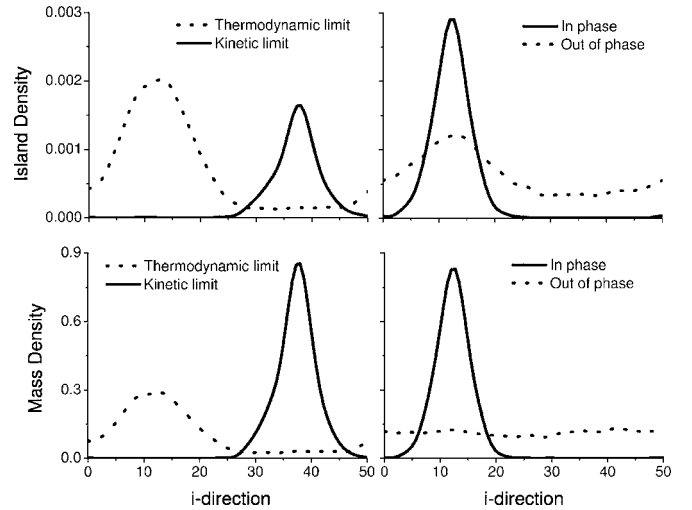 0.003
0.002
0.001
0.000
Island Density
Thermodynamic limit
Kinetic limit
In phase
Out of phase
0.9
0.6
0.3
0.0
Mass Density
Thermodynamic limit
Kinetic limit
In phase
Out of phase
0 10 20 30 40 50 0 10 20 30 40 50
i-direction i-direction